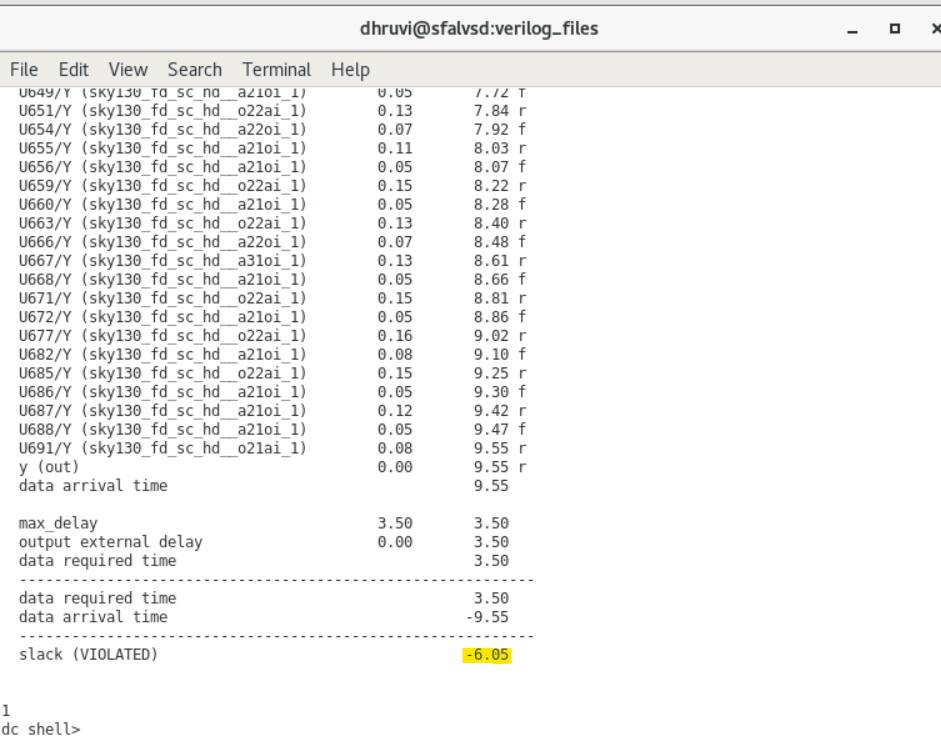 dhruvi@sfalvsd:verilog_files
File Edit View Search Terminal Help
U649/Y (sky130_fd_sc_hd__a21oi_1) 0.05 7.72 f
U651/Y (sky130_fd_sc_hd__o22ai_1) 0.13 7.84 r
U654/Y (sky130_fd_sc_hd__a22oi_1) 0.07 7.92 f
U655/Y (sky130_fd_sc_hd__a21oi_1) 0.11 8.03 r
U656/Y (sky130_fd_sc_hd__a21oi_1) 0.05 8.07 f
U659/Y (sky130_fd_sc_hd__o22ai_1) 0.15 8.22 r
U660/Y (sky130_fd_sc_hd__a21oi_1) 0.05 8.28 f
U663/Y (sky130_fd_sc_hd__o22ai_1) 0.13 8.40 r
U666/Y (sky130_fd_sc_hd__a22oi_1) 0.07 8.48 f
U667/Y (sky130_fd_sc_hd__a31oi_1) 0.13 8.61 r
U668/Y (sky130_fd_sc_hd__a21oi_1) 0.05 8.66 f
U671/Y (sky130_fd_sc_hd__o22ai_1) 0.15 8.81 r
U672/Y (sky130_fd_sc_hd__a21oi_1) 0.05 8.86 f
U677/Y (sky130_fd_sc_hd__o22ai_1) 0.16 9.02 r
U682/Y (sky130_fd_sc_hd__a21oi_1) 0.08 9.10 f
U685/Y (sky130_fd_sc_hd__o22ai_1) 0.15 9.25 r
U686/Y (sky130_fd_sc_hd__a21oi_1) 0.05 9.30 f
U687/Y (sky130_fd_sc_hd__a21oi_1) 0.12 9.42 r
U688/Y (sky130_fd_sc_hd__a21oi_1) 0.05 9.47 f
U691/Y (sky130_fd_sc_hd__o21ai_1) 0.08 9.55 r
y (out) 0.00 9.55 r
data arrival time 9.55
max_delay 3.50 3.50
output external delay 0.00 3.50
data required time 3.50
-----------------------------------------------------------
data required time 3.50
data arrival time -9.55
-----------------------------------------------------------
slack (VIOLATED) -6.05
1
dc_shell>